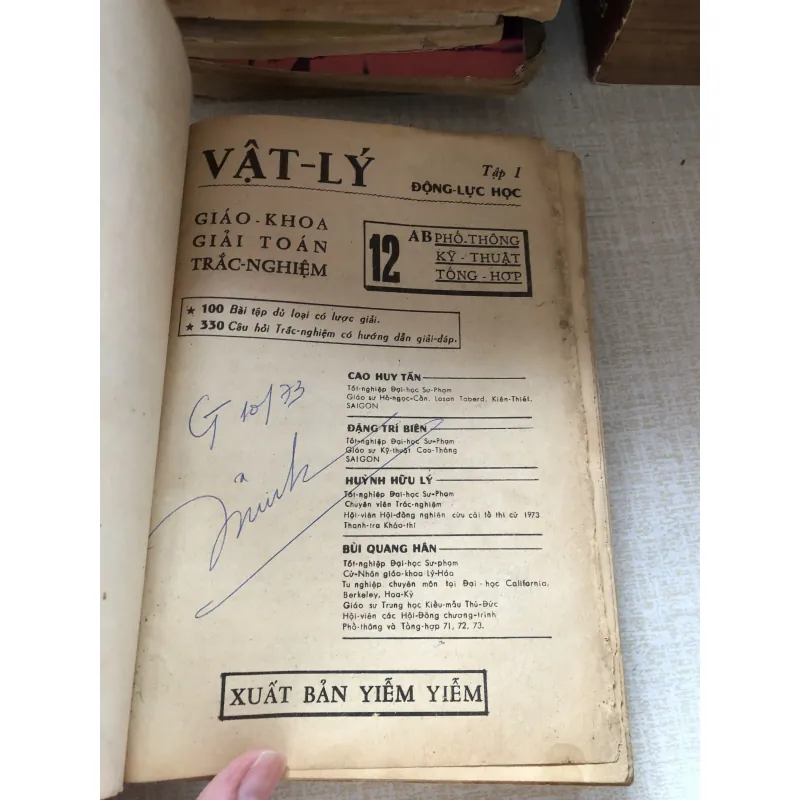 VẬT-LÝ
Tập I
ĐỘNG-LỰC HỌC
GIÁO-KHOA
GIẢI TOÁN
TRẮC-NGHIỆM
12 AB PHỔ-THÔNG
KỸ-THUẬT
TỔNG-HỢP
★ 100 Bài tập đủ loại có lược giải.
★ 330 Câu hỏi Trắc-nghiệm có hướng dẫn giải-đáp.
CAO HUY TẤN
Tốt-nghiệp Đại-học Sư-Phạm
Giáo sư Hồ-ngọc-Cẩn, Lasan Taberd, Kiến-Thiết,
SAIGON
ĐẶNG TRÍ BIÊN
Tốt-nghiệp Đại-học Sư-Phạm
Giáo sư Kỹ-thuật Cao-Thắng
SAIGON
HUỲNH HỮU LÝ
Tốt-nghiệp Đại-học Sư-Phạm
Chuyên viên Trắc-nghiệm
Hội-viên Hội-đồng nghiên cứu cải tổ thi cử 1973
Thanh-tra Khảo-thí
BÙI QUANG HÂN
Tốt-nghiệp Đại-học Sư-phạm
Cử-Nhân giáo-khoa Lý-Hóa
Tu nghiệp chuyên môn tại Đại-học California,
Berkeley, Hoa-Kỳ
Giáo sư Trung học Kiểu-mẫu Thủ-Đức
Hội-viên các Hội-Đồng chương-trình
Phổ-thông và Tổng-hợp 71, 72, 73.
10/73
XUẤT BẢN YIỄM YIỄM